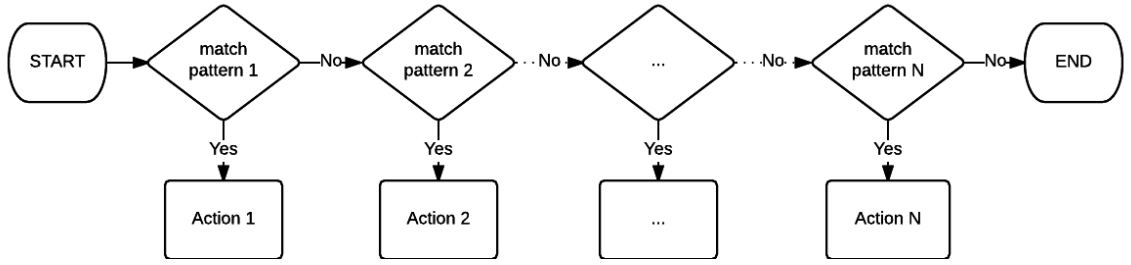 START
match
pattern 1
No
match
pattern 2
No
...
No
match
pattern N
No
END
Yes
Yes
Yes
Yes
Action 1
Action 2
...
Action N